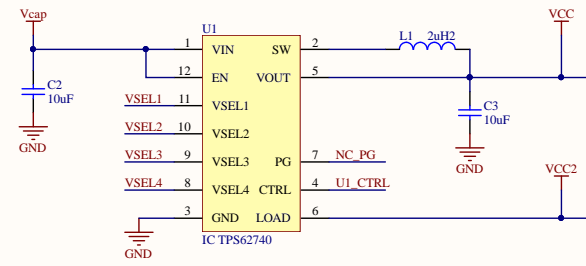 Vcap
U1
L1 2uH2
VCC
1 VIN SW 2
12 EN VOUT 5
C2
10uF
VSEL1 11 VSEL1
C3
10uF
VSEL2 10 VSEL2
GND
VSEL3 9 VSEL3 PG 7 NC_PG
GND
VCC2
VSEL4 8 VSEL4 CTRL 4 U1_CTRL
3 GND LOAD 6
GND
IC TPS62740